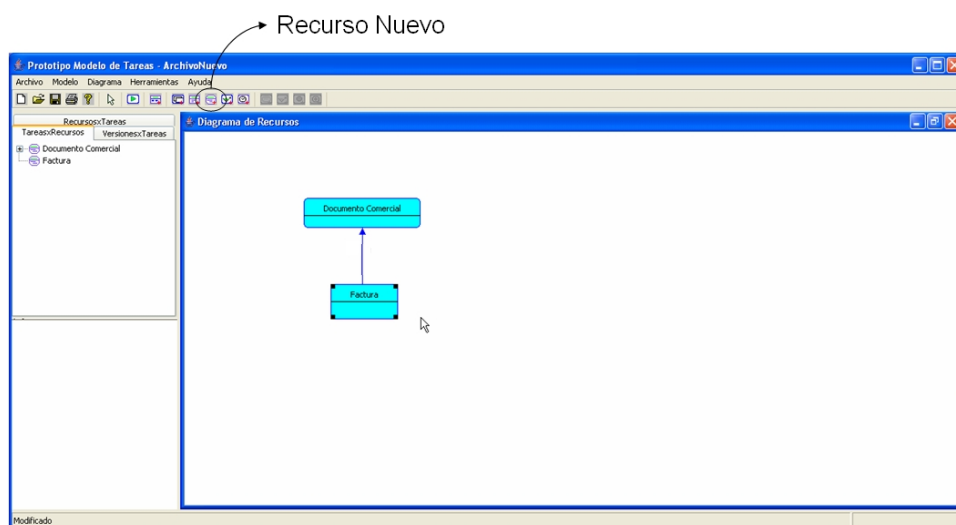 Recurso Nuevo
Prototipo Modelo de Tareas - ArchivoNuevo
Archivo Modelo Diagrama Herramientas Ayuda
RecursosxTareas
TareasxRecursos VersionesxTareas
Documento Comercial
Factura
Diagrama de Recursos
Documento Comercial
Factura
Modificado